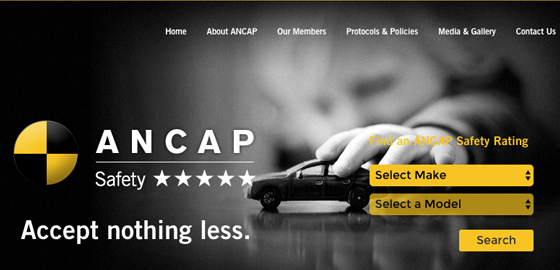 Home About ANCAP Our Members Protocols & Policies Media & Gallery Contact Us
ANCAP
Safety
Find an ANCAP Safety Rating
Select Make
Select a Model
Accept nothing less.
Search